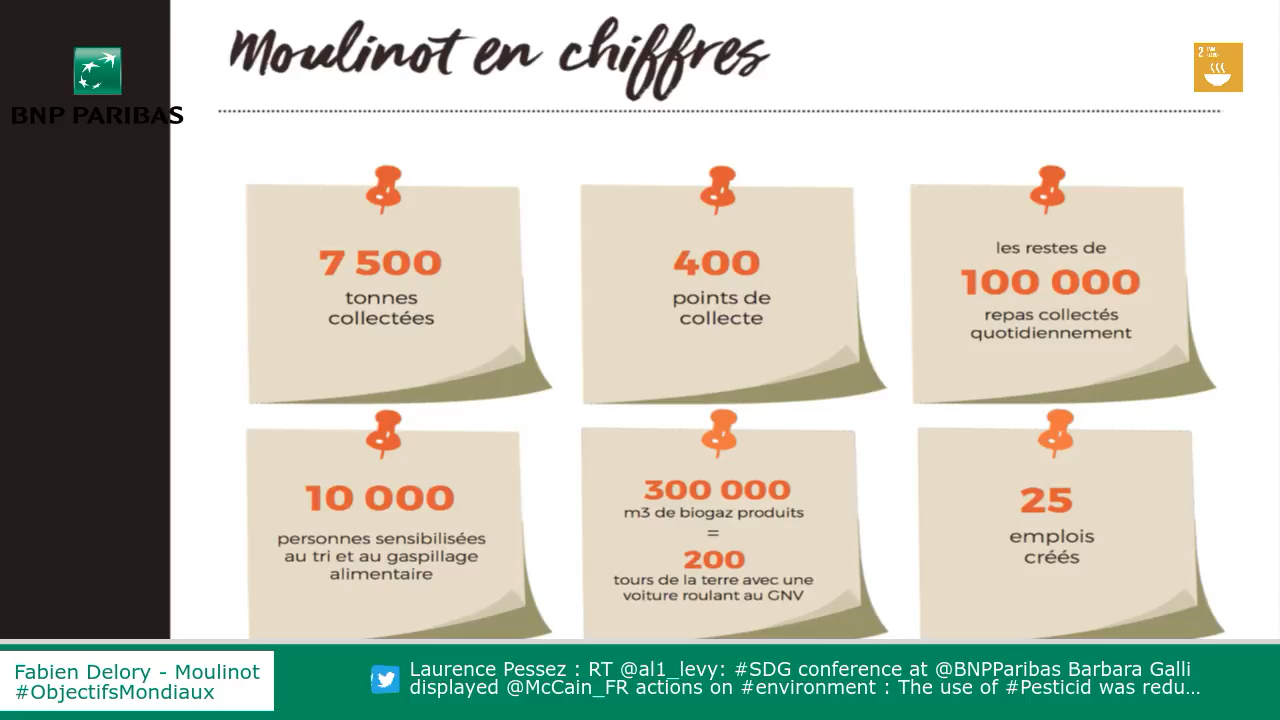 Moulinot en chiffres
BNP PARIBAS
2
7 500
tonnes
collectées
400
points de
collecte
les restes de
100 000
repas collectés
quotidiennement
10 000
personnes sensibilisées
au tri et au gaspillage
alimentaire
300 000
m3 de biogaz produits
=
200
tours de la terre avec une
voiture roulant au GNV
25
emplois
créés
Fabien Delory - Moulinot
#ObjectifsMondiaux
Laurence Pessez : RT @al1_levy: #SDG conference at @BNPParibas Barbara Galli
displayed @McCain_FR actions on #environment : The use of #Pesticid was redu...